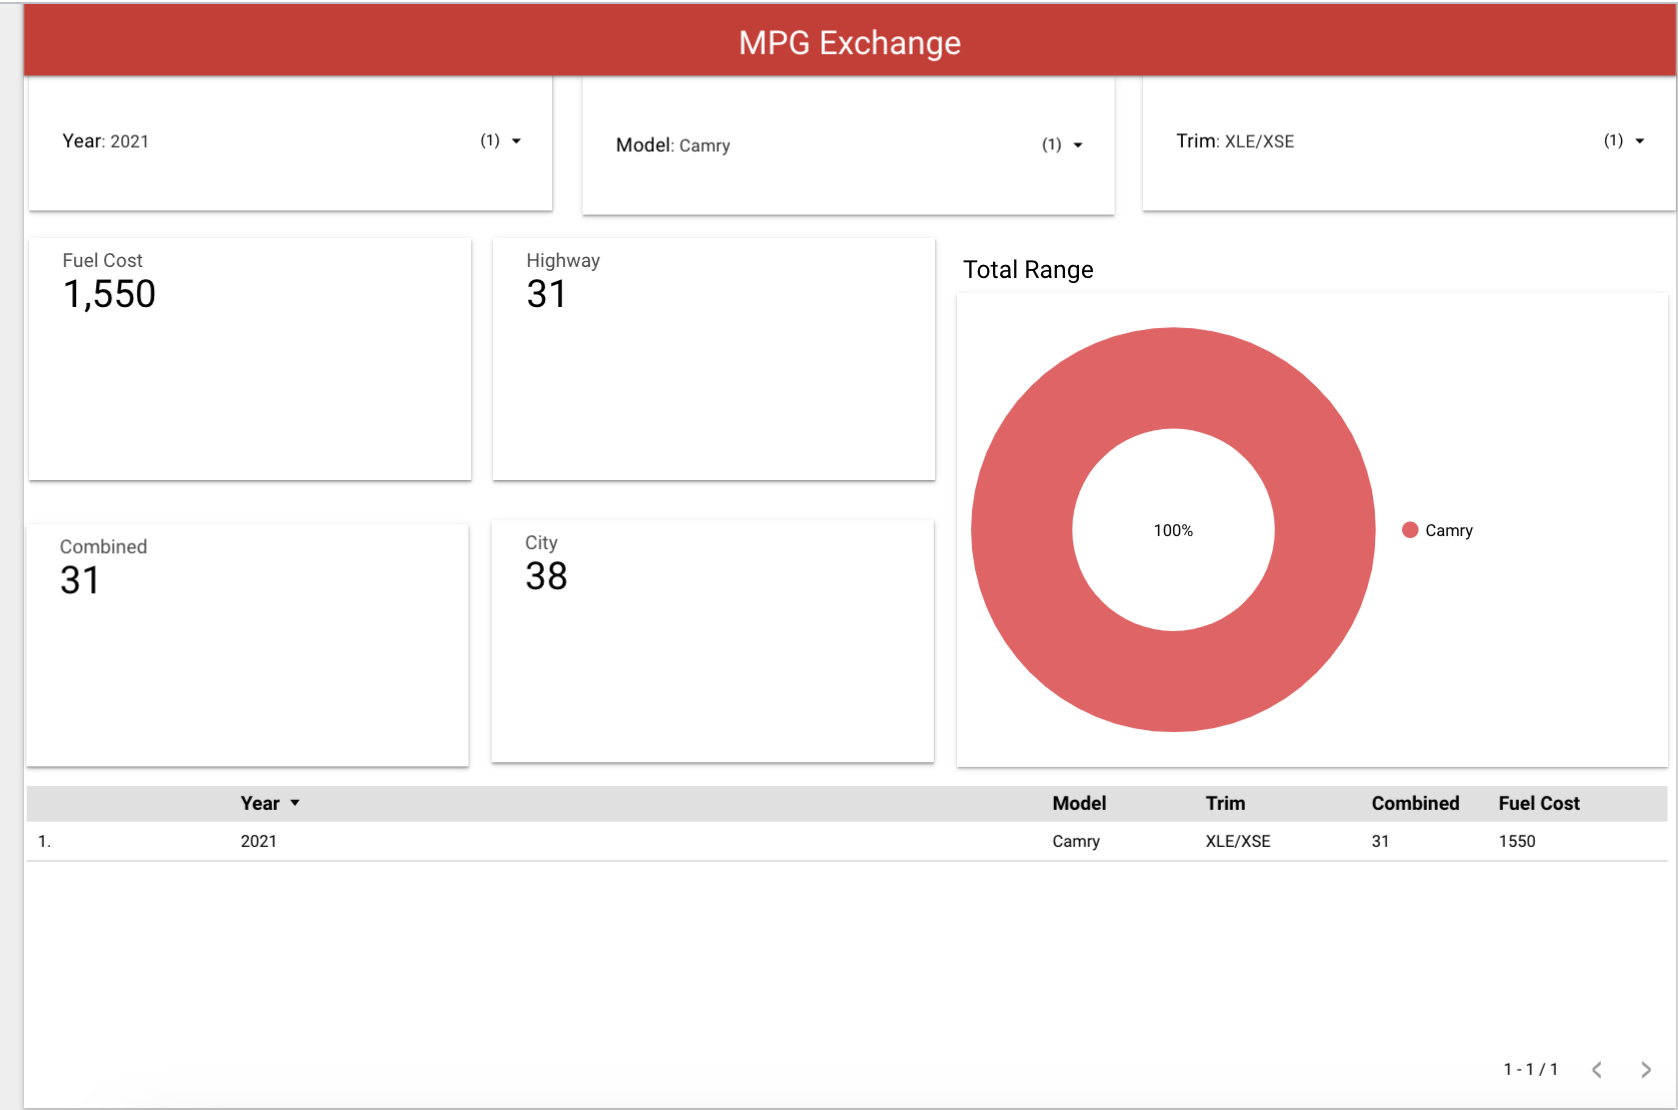 MPG Exchange
Year: 2021 (1)
Model: Camry (1)
Trim: XLE/XSE (1)
Fuel Cost
1,550
Highway
31
Total Range
100%
Camry
Combined
31
City
38
Year Model Trim Combined Fuel Cost
1. 2021 Camry XLE/XSE 31 1550
1 - 1 / 1